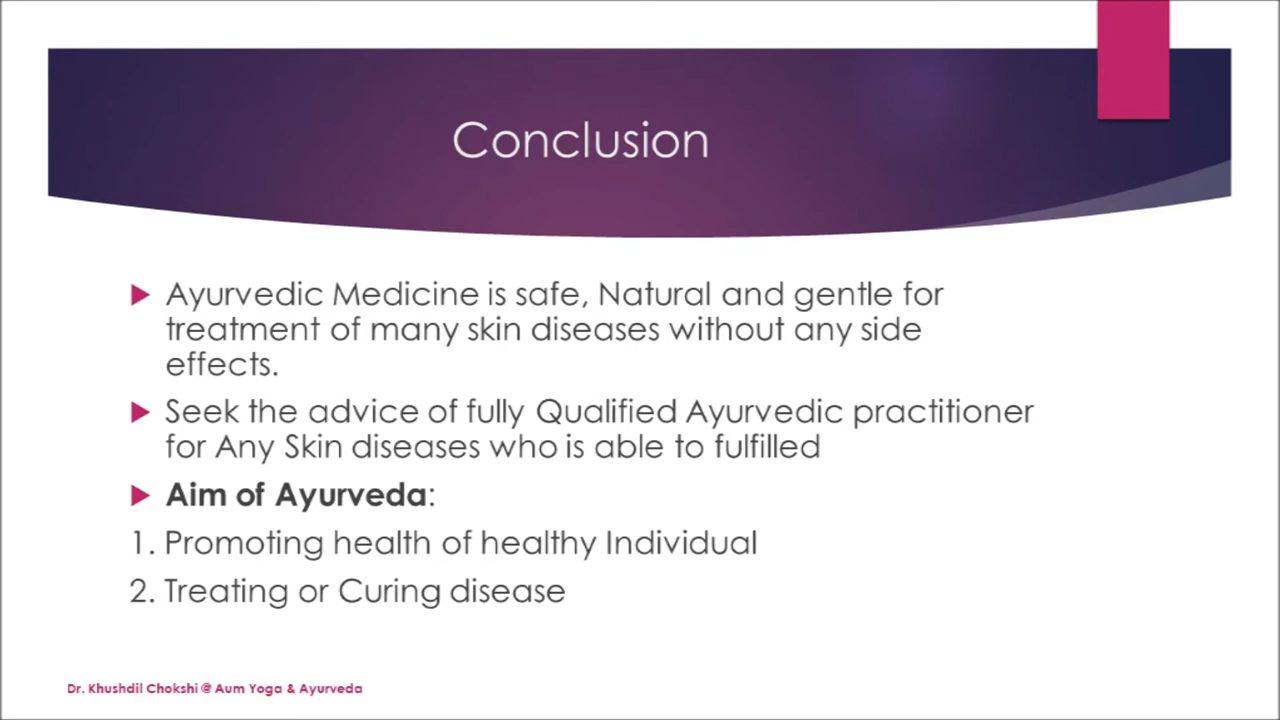 Conclusion
Ayurvedic Medicine is safe, Natural and gentle for
treatment of many skin diseases without any side
effects.
Seek the advice of fully Qualified Ayurvedic practitioner
for Any Skin diseases who is able to fulfilled
Aim of Ayurveda:
1. Promoting health of healthy Individual
2. Treating or Curing disease
Dr. Khushdil Chokshi @ Aum Yoga & Ayurveda